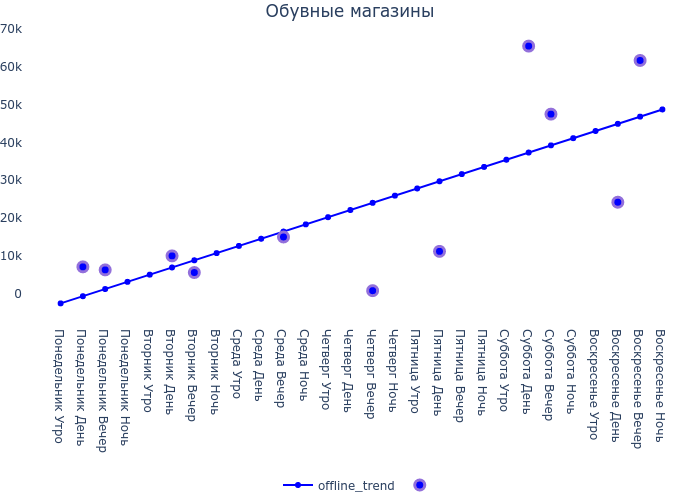 Обувные магазины
70k
60k
50k
40k
30k
20k
10k
0
Понедельник Утро
Понедельник День
Понедельник Вечер
Понедельник Ночь
Вторник Утро
Вторник День
Вторник Вечер
Вторник Ночь
Среда Утро
Среда День
Среда Вечер
Среда Ночь
Четверг Утро
Четверг День
Четверг Вечер
Четверг Ночь
Пятница Утро
Пятница День
Пятница Вечер
Пятница Ночь
Суббота Утро
Суббота День
Суббота Вечер
Суббота Ночь
Воскресенье Утро
Воскресенье День
Воскресенье Вечер
Воскресенье Ночь
offline_trend